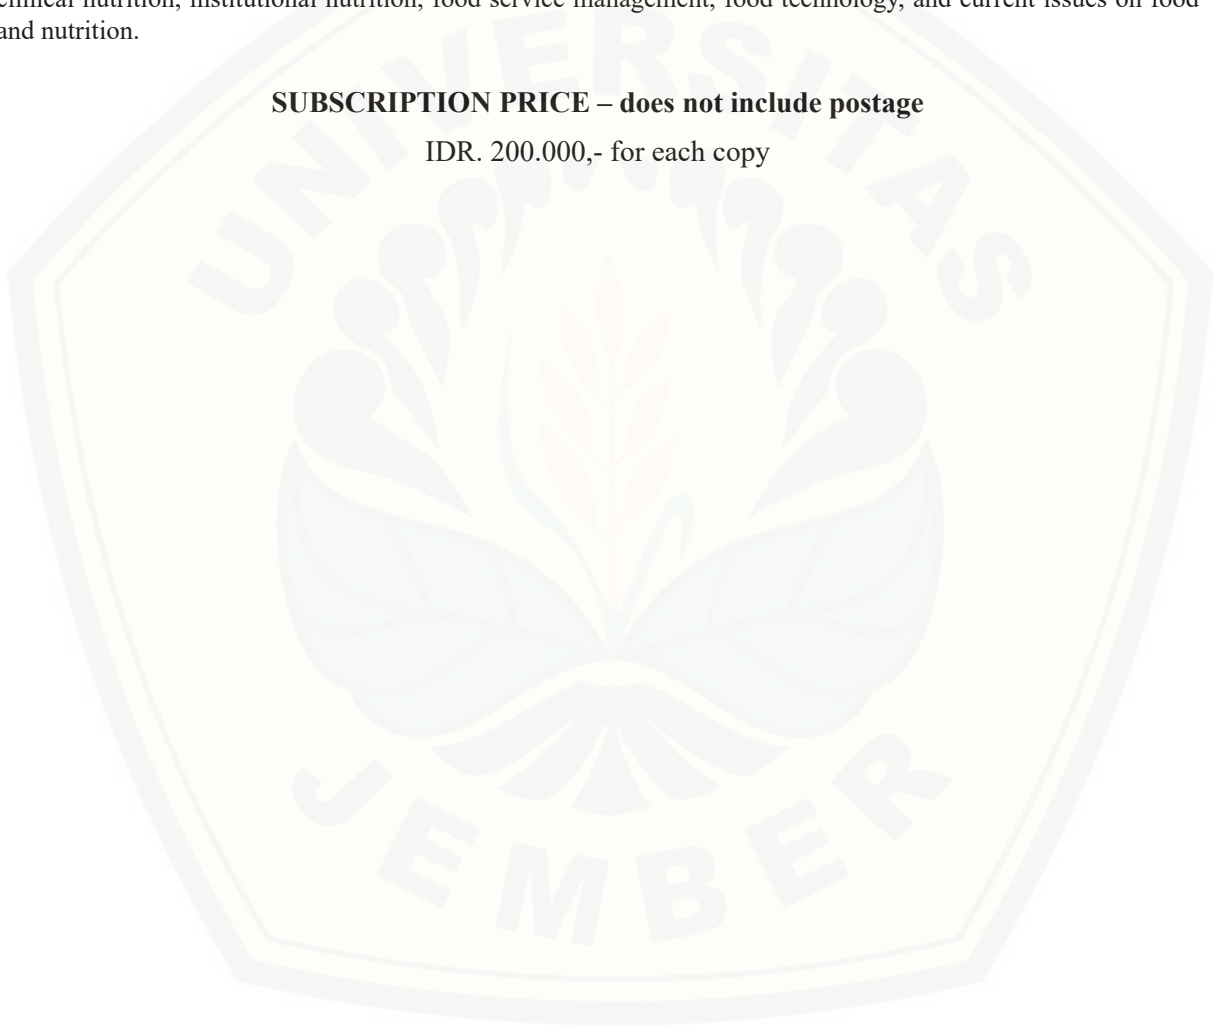 clinical nutrition, institutional nutrition, food service management, food technology, and current issues on food
and nutrition.
SUBSCRIPTION PRICE – does not include postage
IDR. 200.000,- for each copy
UNIVERSITAS
JEMBER